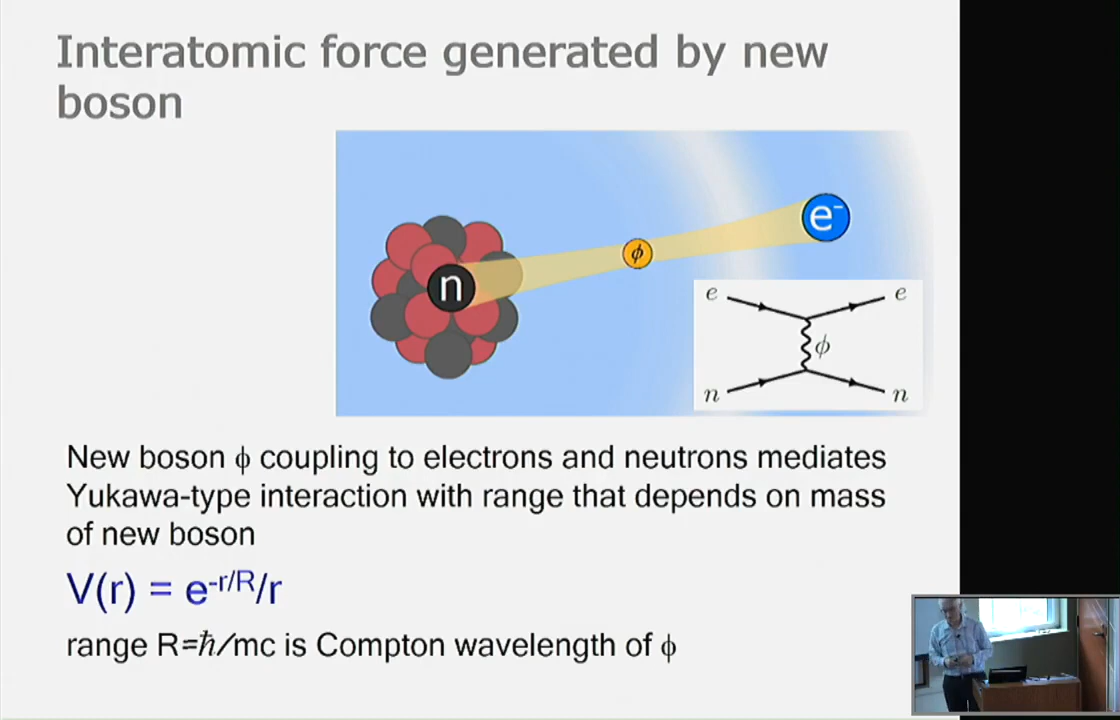 Interatomic force generated by new
boson
n
ϕ
e⁻
e
e
ϕ
n
n
New boson ϕ coupling to electrons and neutrons mediates
Yukawa-type interaction with range that depends on mass
of new boson
V(r) = e⁻ʳ/ᴿ/r
range R=ħ/mc is Compton wavelength of ϕ